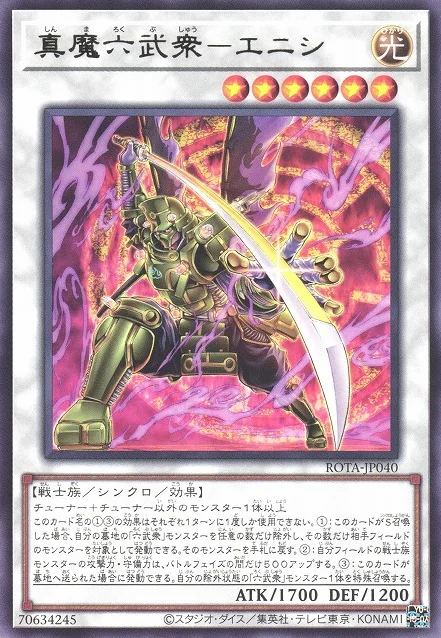 真魔六武衆－エニシ
光
ROTA-JP040
【戦士族／シンクロ／効果】
チューナー＋チューナー以外のモンスター1体以上
このカード名の①③の効果はそれぞれ1ターンに1度しか使用できない。①：このカードがS召喚
した場合、自分の墓地の「六武衆」モンスターを任意の数だけ除外し、その数だけ相手フィールド
のモンスターを対象として発動できる。そのモンスターを手札に戻す。②：自分フィールドの戦士族
モンスターの攻撃力・守備力は、バトルフェイズの間だけ500アップする。③：このカードが
墓地へ送られた場合に発動できる。自分の除外状態の「六武衆」モンスター1体を特殊召喚する。
ATK/1700 DEF/1200
70634245
©スタジオ・ダイス／集英社・テレビ東京・KONAMI